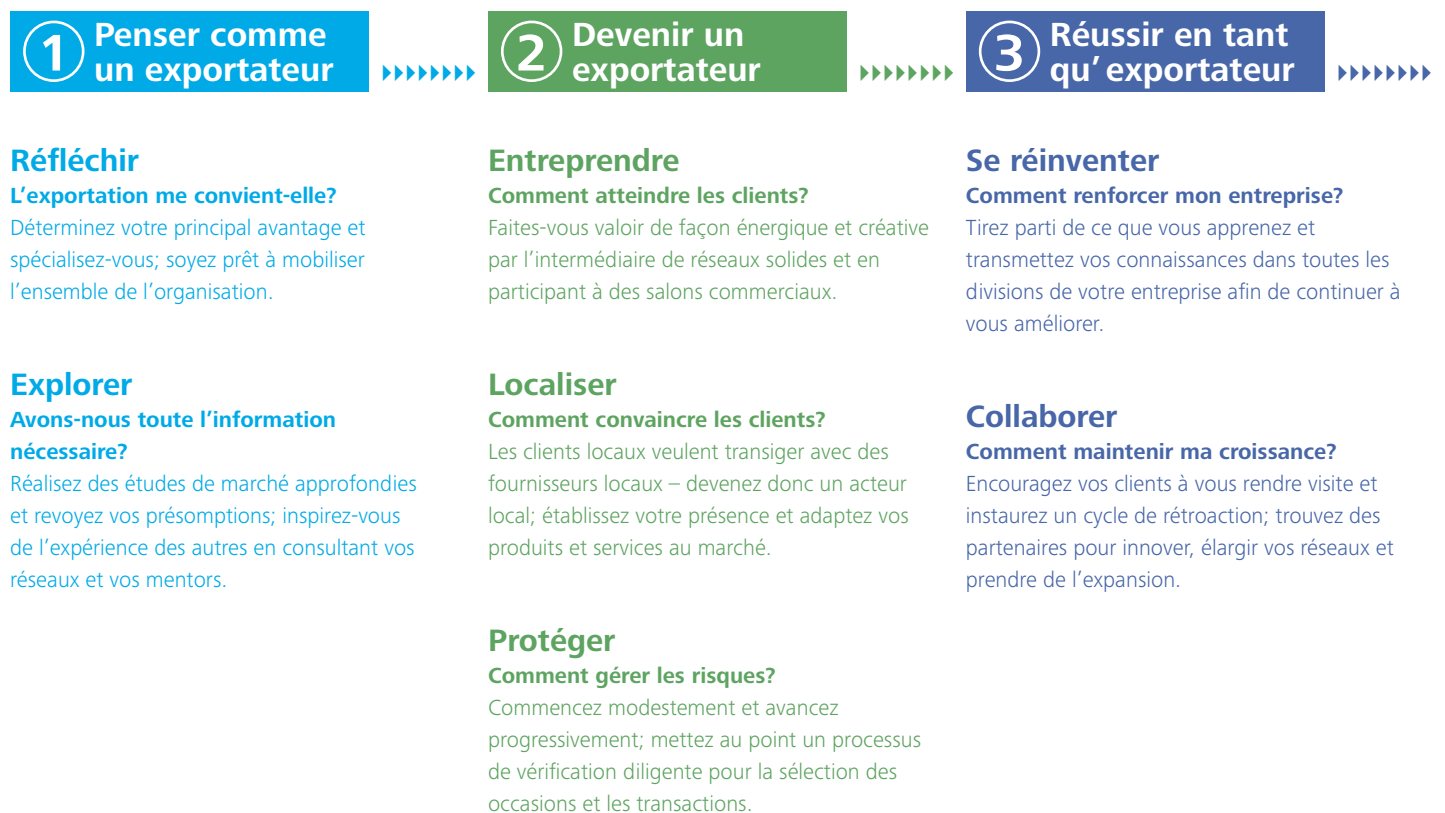 1 Penser comme
un exportateur
Réfléchir
L’exportation me convient-elle?
Déterminez votre principal avantage et
spécialisez-vous; soyez prêt à mobiliser
l’ensemble de l’organisation.
Explorer
Avons-nous toute l’information
nécessaire?
Réalisez des études de marché approfondies
et revoyez vos présomptions; inspirez-vous
de l’expérience des autres en consultant vos
réseaux et vos mentors.
2 Devenir un
exportateur
Entreprendre
Comment atteindre les clients?
Faites-vous valoir de façon énergique et créative
par l’intermédiaire de réseaux solides et en
participant à des salons commerciaux.
Localiser
Comment convaincre les clients?
Les clients locaux veulent transiger avec des
fournisseurs locaux – devenez donc un acteur
local; établissez votre présence et adaptez vos
produits et services au marché.
Protéger
Comment gérer les risques?
Commencez modestement et avancez
progressivement; mettez au point un processus
de vérification diligente pour la sélection des
occasions et les transactions.
3 Réussir en tant
qu’exportateur
Se réinventer
Comment renforcer mon entreprise?
Tirez parti de ce que vous apprenez et
transmettez vos connaissances dans toutes les
divisions de votre entreprise afin de continuer à
vous améliorer.
Collaborer
Comment maintenir ma croissance?
Encouragez vos clients à vous rendre visite et
instaurez un cycle de rétroaction; trouvez des
partenaires pour innover, élargir vos réseaux et
prendre de l’expansion.